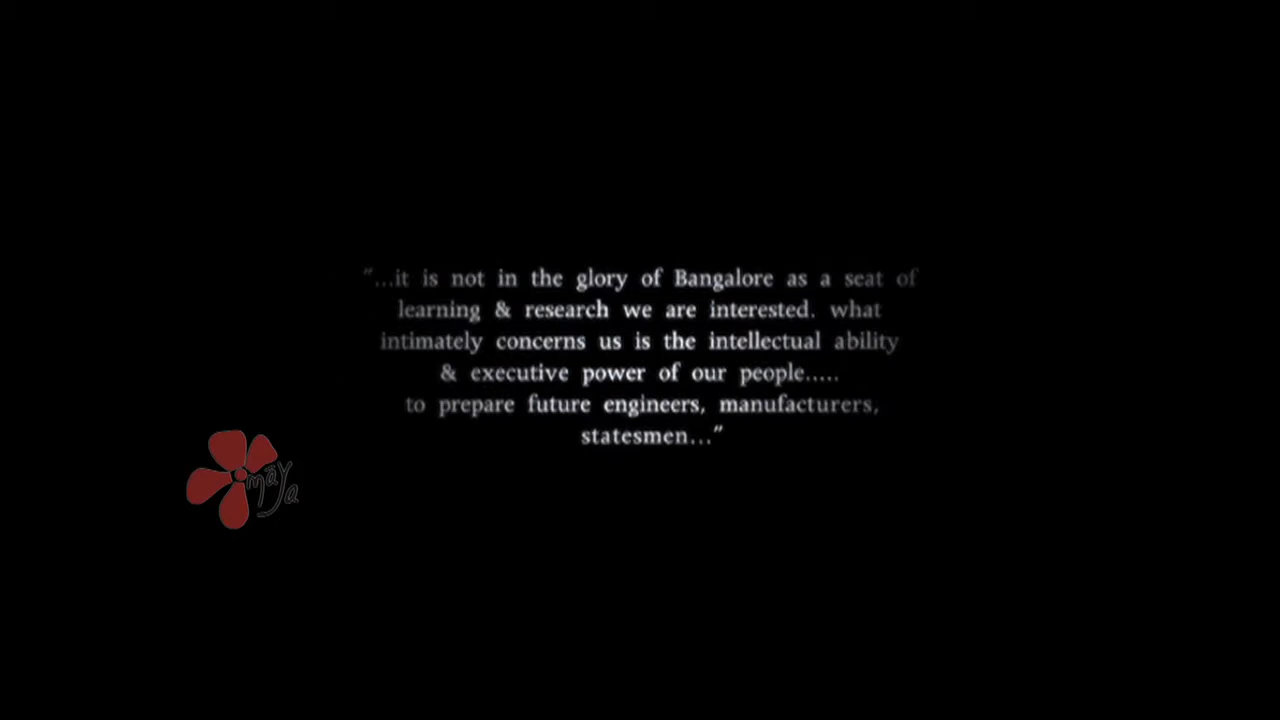 "...it is not in the glory of Bangalore as a seat of
learning & research we are interested. what
intimately concerns us is the intellectual ability
& executive power of our people.....
to prepare future engineers, manufacturers,
statesmen..."
māya